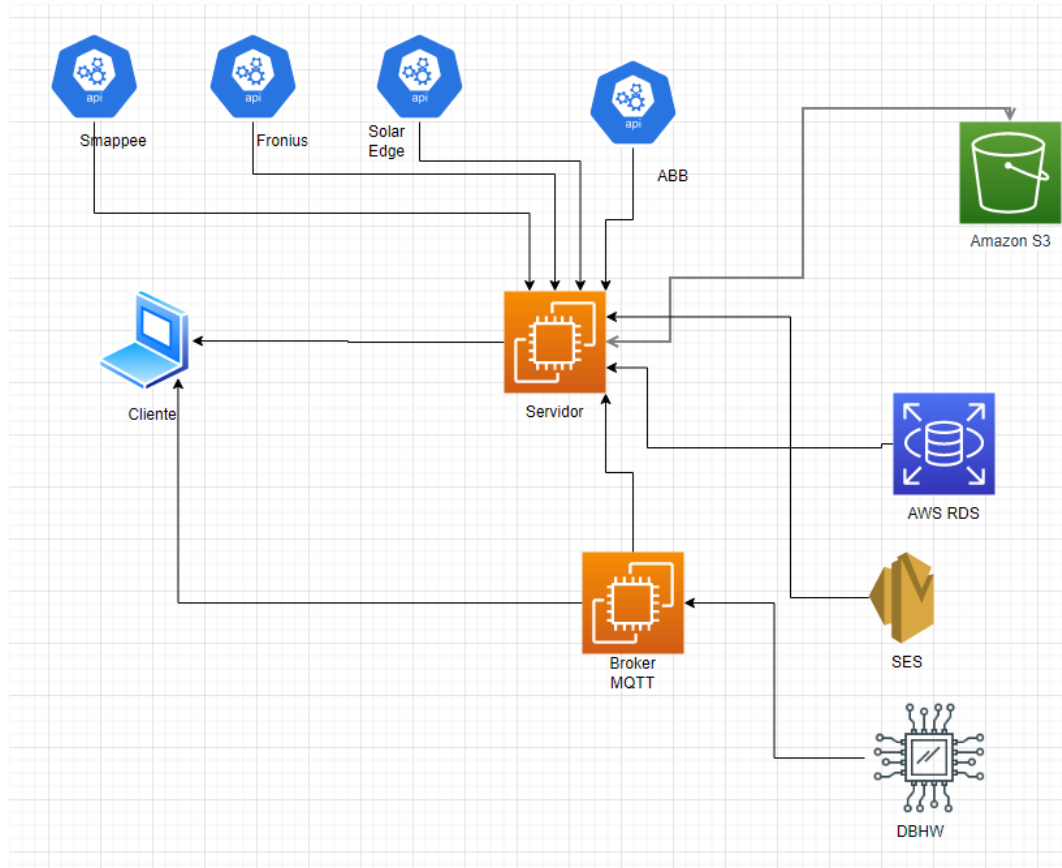 api
api
api
api
Smappee
Fronius
Solar
Edge
ABB
Amazon S3
Cliente
Servidor
AWS RDS
Broker
MQTT
SES
DBHW